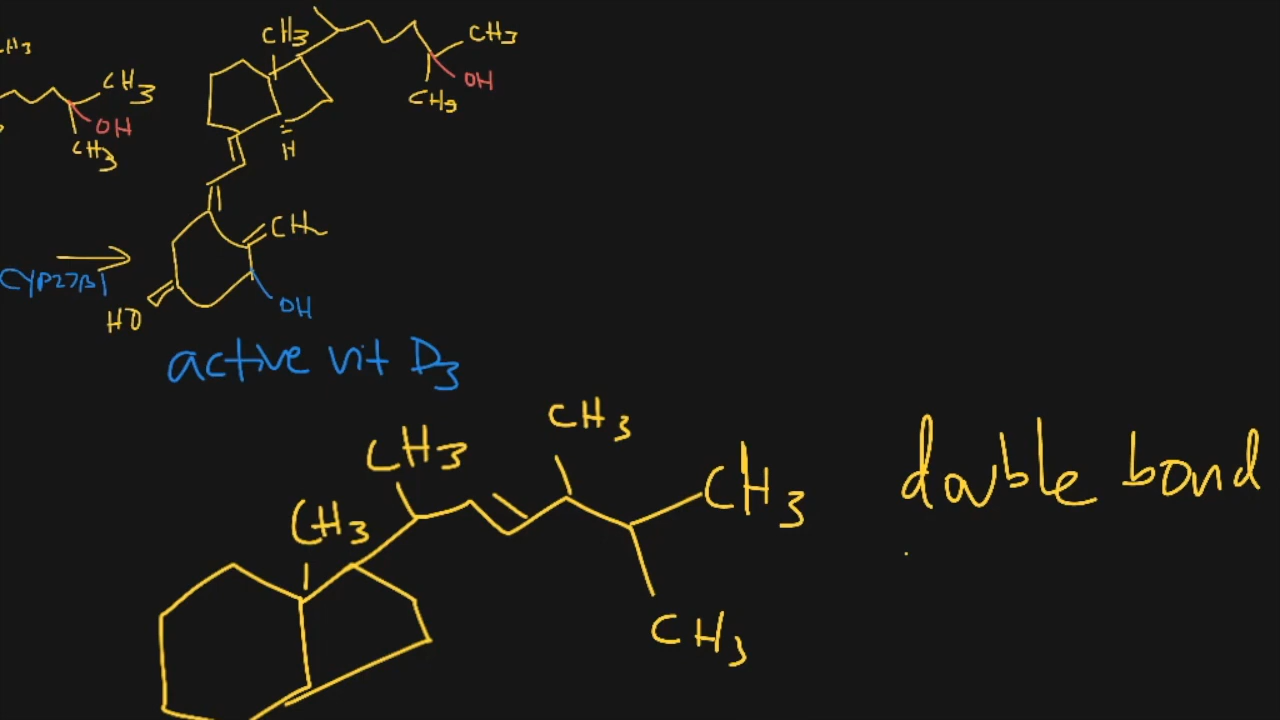 CH3
CH3
OH
CH3
CYP27B1
CH3
CH3
OH
CH3
H
CH2
HO
OH
active vit D3
CH3
CH3
CH3
CH3
CH3
double bond